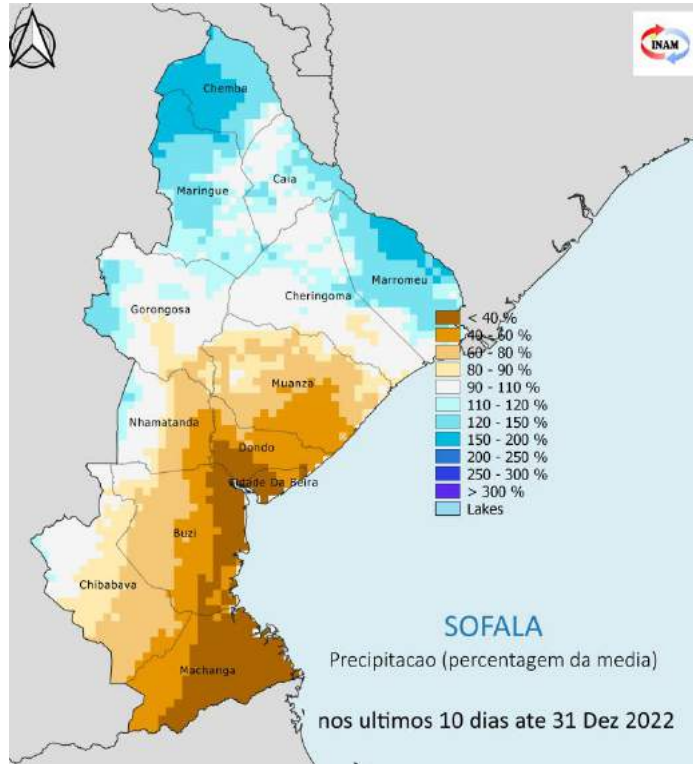 INAM
Chemba
Caia
Maringue
Marromeu
Cheringoma
Gorongosa
< 40 %
40 - 60 %
60 - 80 %
80 - 90 %
90 - 110 %
110 - 120 %
120 - 150 %
150 - 200 %
200 - 250 %
250 - 300 %
> 300 %
Lakes
Muanza
Nhamatanda
Dondo
Cidade Da Beira
Buzi
Chibabava
Machanga
SOFALA
Precipitacao (percentagem da media)
nos ultimos 10 dias ate 31 Dez 2022